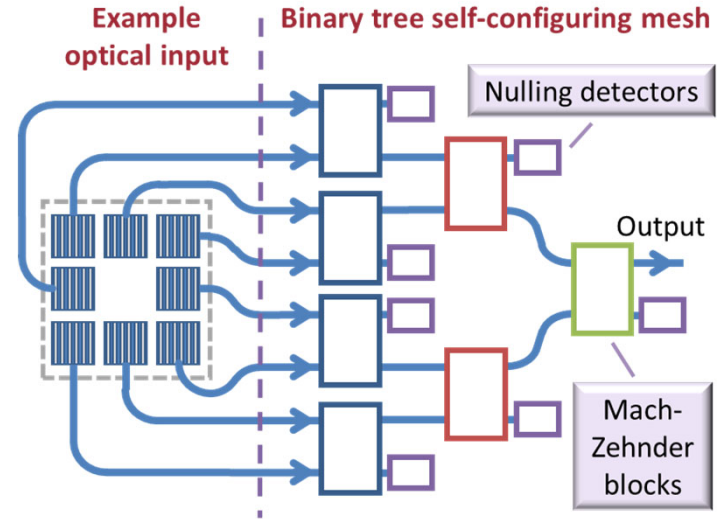 Example
optical input
Binary tree self-configuring mesh
Nulling detectors
Output
Mach-
Zehnder
blocks